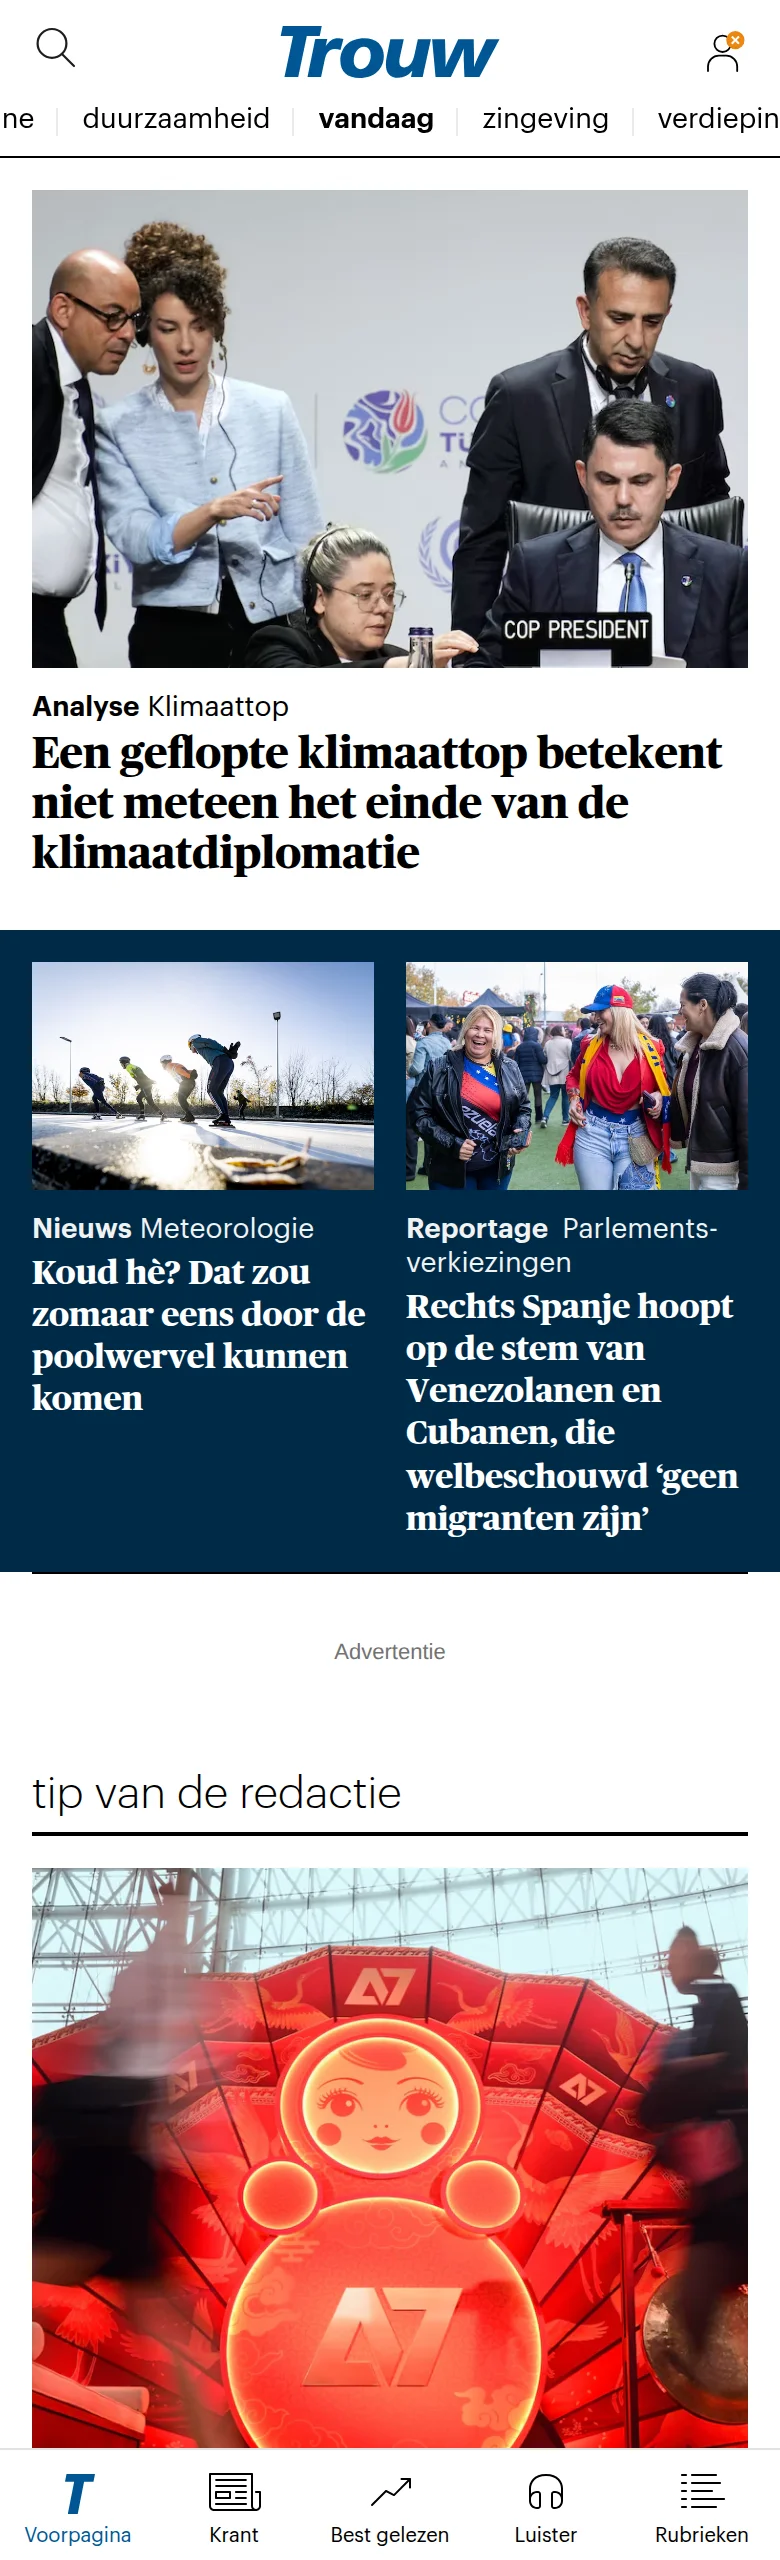 Trouw
ne duurzaamheid vandaag zingeving verdiepin
CO
COP PRESIDENT
Analyse Klimaattop
Een geflopte klimaattop betekent
niet meteen het einde van de
klimaatdiplomatie
Nieuws Meteorologie
Koud hè? Dat zou
zomaar eens door de
poolwervel kunnen
komen
Reportage Parlements-
verkiezingen
Rechts Spanje hoopt
op de stem van
Venezolanen en
Cubanen, die
welbeschouwd ‘geen
migranten zijn’
Advertentie
tip van de redactie
A7
A7
A7
A7
Voorpagina
Krant
Best gelezen
Luister
Rubrieken